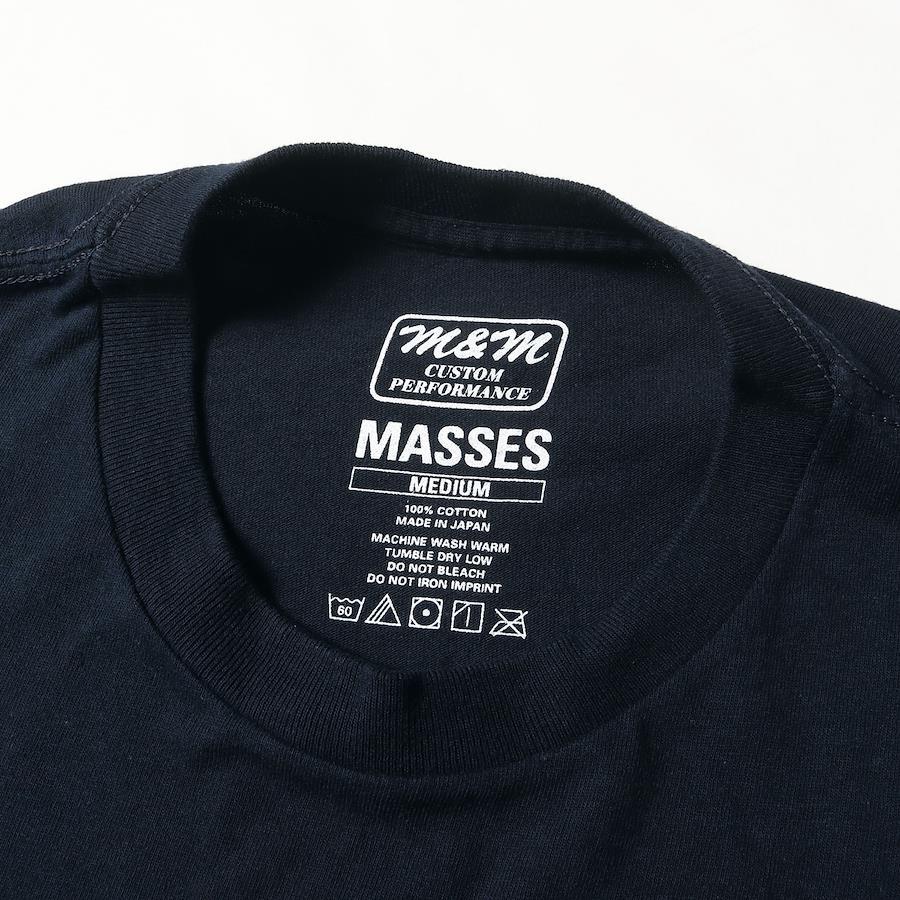 M&M
CUSTOM
PERFORMANCE
MASSES
MEDIUM
100% COTTON
MADE IN JAPAN
MACHINE WASH WARM
TUMBLE DRY LOW
DO NOT BLEACH
DO NOT IRON IMPRINT
60